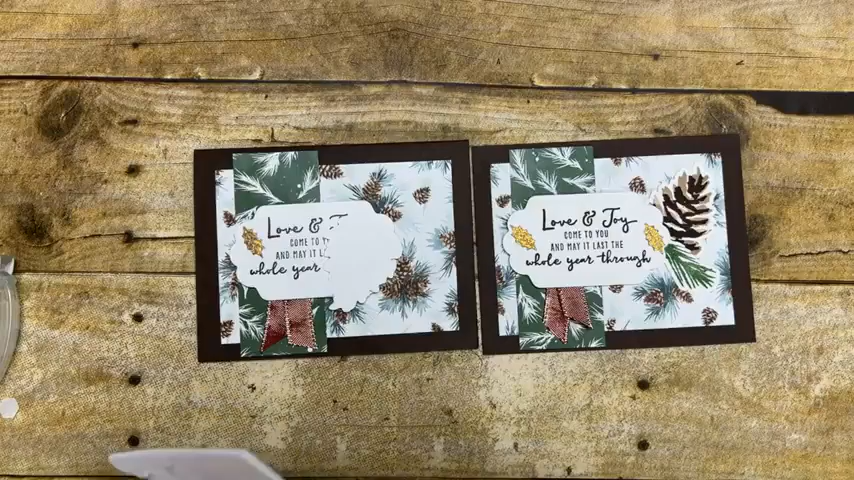 Love &
COME TO
AND MAY IT
whole year
Love & Joy
COME TO YOU
AND MAY IT LAST THE
whole year through